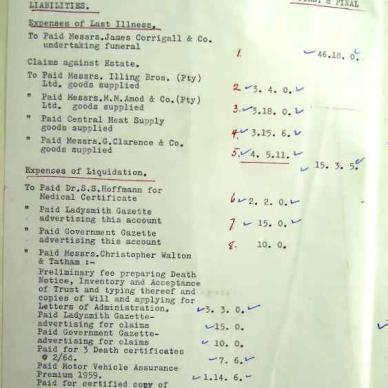 LIABILITIES. & FINAL
Expenses of Last Illness.
To Paid Messrs.James Corrigall & Co.
undertaking funeral 1. 46.18. 0.
Claims against Estate.
To Paid Messrs. Illing Bros. (Pty)
Ltd. goods supplied 2 3. 4. 0.
" Paid Messrs.M.M.Amod & Co.(Pty)
Ltd. goods supplied 3. 3.18. 0.
" Paid Central Meat Supply
goods supplied 4. 3.15. 6.
" Paid Messrs.G.Clarence & Co.
goods supplied 5. 4. 5.11.
15. 3. 5.
Expenses of Liquidation.
To Paid Dr.S.S.Hoffmann for
Medical Certificate 6 2. 2. 0.
" Paid Ladysmith Gazette
advertising this account 7. 15. 0.
" Paid Government Gazette
advertising this account 8. 10. 0.
" Paid Messrs.Christopher Walton
& Tatham :-
Preliminary fee preparing Death
Notice, Inventory and Acceptance
of Trust and typing thereof and
copies of Will and applying for
Letters of Administration. 3. 3. 0.
Paid Ladysmith Gazette-
advertising for claims 15. 0.
Paid Government Gazette-
advertising for claims 10. 0.
Paid for 3 Death certificates
@ 2/6d. 7. 6.
Paid Motor Vehicle Assurance
Premium 1959. 1.14. 6.
Paid for certified copy of